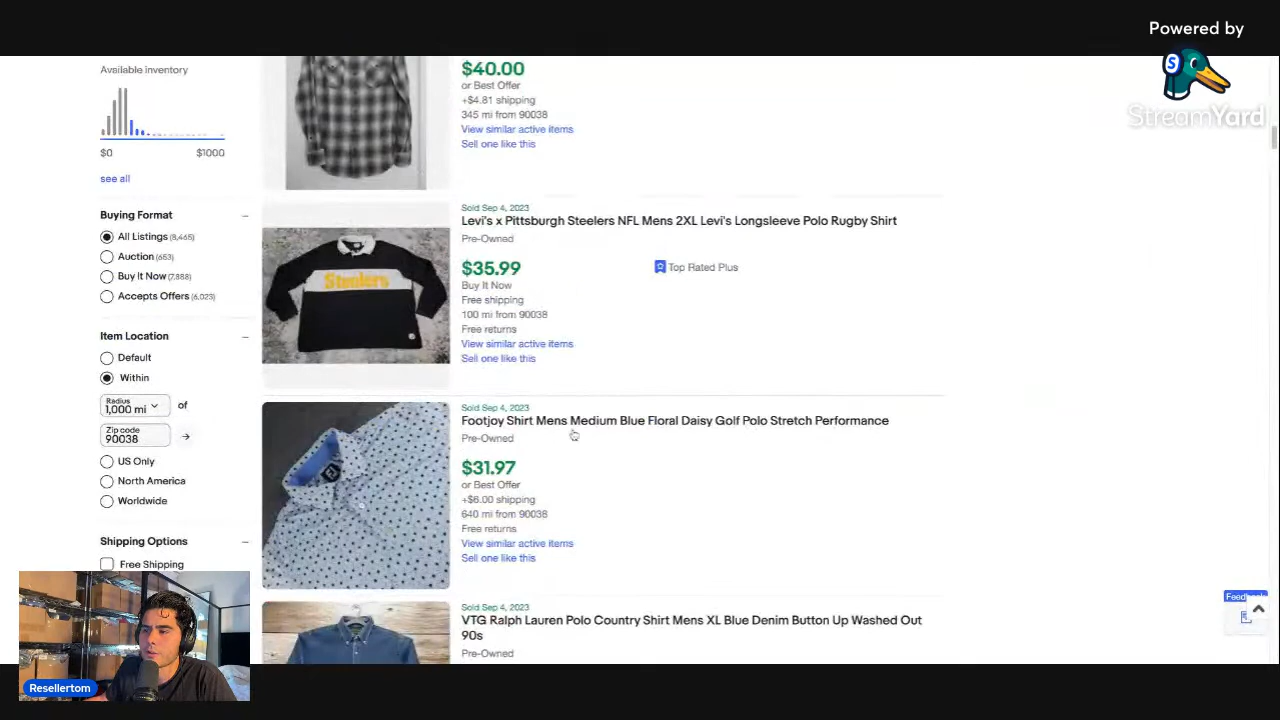 Powered by
StreamYard
Available inventory
$0
$1000
see all
Buying Format
All Listings (8,465)
Auction (653)
Buy It Now (7,888)
Accepts Offers (6,023)
Item Location
Default
Within
Radius
1,000 mi
of
Zip code
90038
US Only
North America
Worldwide
Shipping Options
Free Shipping
$40.00
or Best Offer
+$4.81 shipping
345 mi from 90038
View similar active items
Sell one like this
Sold Sep 4, 2023
Levi's x Pittsburgh Steelers NFL Mens 2XL Levi's Longsleeve Polo Rugby Shirt
Pre-Owned
Steelers
$35.99
Top Rated Plus
Buy It Now
Free shipping
100 mi from 90038
Free returns
View similar active items
Sell one like this
Sold Sep 4, 2023
Footjoy Shirt Mens Medium Blue Floral Daisy Golf Polo Stretch Performance
Pre-Owned
FJ
$31.97
or Best Offer
+$6.00 shipping
640 mi from 90038
Free returns
View similar active items
Sell one like this
Sold Sep 4, 2023
VTG Ralph Lauren Polo Country Shirt Mens XL Blue Denim Button Up Washed Out
90s
Pre-Owned
Feedback
Resellertom